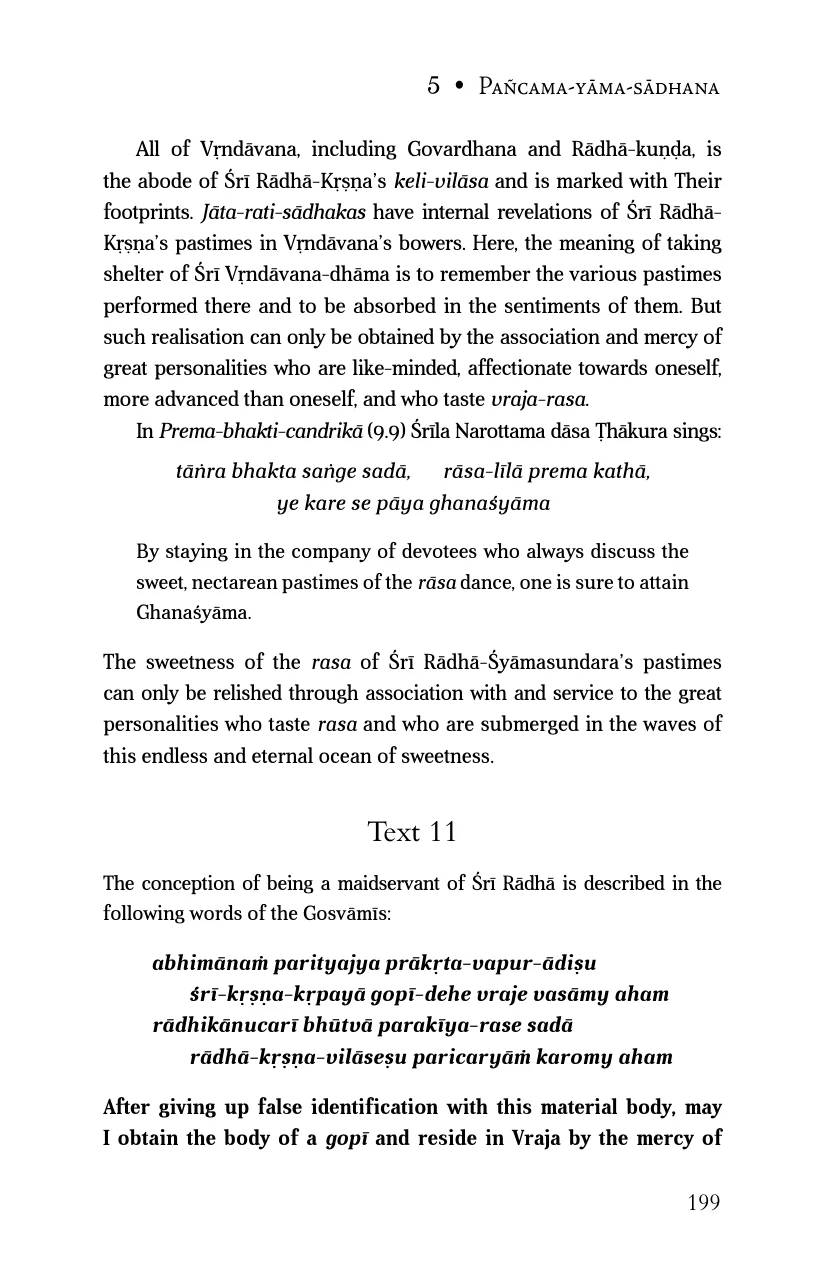 5 • Pañcama-yāma-sādhana
All of Vṛndāvana, including Govardhana and Rādhā-kuṇḍa, is
the abode of Śrī Rādhā-Kṛṣṇa’s keli-vilāsa and is marked with Their
footprints. Jāta-rati-sādhakas have internal revelations of Śrī Rādhā-
Kṛṣṇa’s pastimes in Vṛndāvana’s bowers. Here, the meaning of taking
shelter of Śrī Vṛndāvana-dhāma is to remember the various pastimes
performed there and to be absorbed in the sentiments of them. But
such realisation can only be obtained by the association and mercy of
great personalities who are like-minded, affectionate towards oneself,
more advanced than oneself, and who taste vraja-rasa.
In Prema-bhakti-candrikā (9.9) Śrīla Narottama dāsa Ṭhākura sings:
tāṅra bhakta saṅge sadā, rāsa-līlā prema kathā,
ye kare se pāya ghanaśyāma
By staying in the company of devotees who always discuss the
sweet, nectarean pastimes of the rāsa dance, one is sure to attain
Ghanaśyāma.
The sweetness of the rasa of Śrī Rādhā-Śyāmasundara’s pastimes
can only be relished through association with and service to the great
personalities who taste rasa and who are submerged in the waves of
this endless and eternal ocean of sweetness.
Text 11
The conception of being a maidservant of Śrī Rādhā is described in the
following words of the Gosvāmīs:
abhimānaṁ parityajya prākṛta-vapur-ādiṣu
śrī-kṛṣṇa-kṛpayā gopī-dehe vraje vasāmy aham
rādhikānucarī bhūtvā parakīya-rase sadā
rādhā-kṛṣṇa-vilāseṣu paricaryāṁ karomy aham
After giving up false identification with this material body, may
I obtain the body of a gopī and reside in Vraja by the mercy of
199